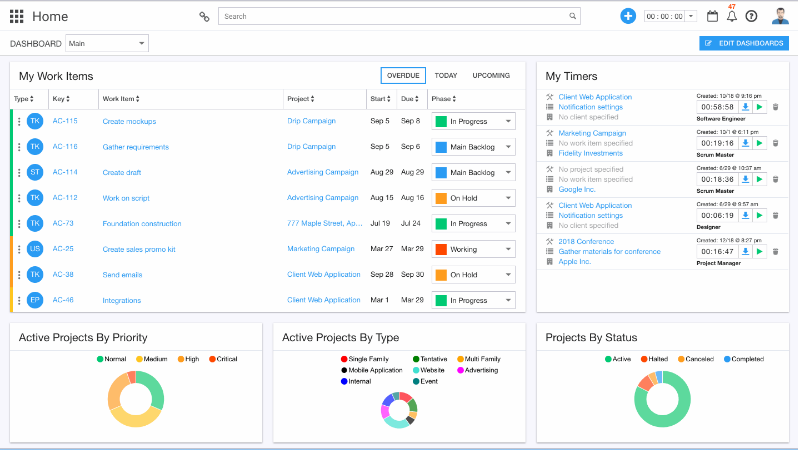 Home
Search
00 : 00 : 00
47
DASHBOARD Main
EDIT DASHBOARDS
My Work Items
OVERDUE TODAY UPCOMING
Type Key Work Item Project Start Due Phase
TK AC-115 Create mockups Drip Campaign Sep 5 Sep 8 In Progress
TK AC-116 Gather requirements Drip Campaign Sep 5 Sep 6 Main Backlog
ST AC-114 Create draft Advertising Campaign Aug 29 Aug 29 Main Backlog
TK AC-112 Work on script Advertising Campaign Aug 15 Aug 16 On Hold
TK AC-73 Foundation construction 777 Maple Street, Ap... Jul 19 Jul 24 In Progress
US AC-25 Create sales promo kit Marketing Campaign Mar 27 Mar 29 Working
TK AC-38 Send emails Client Web Application Sep 28 Sep 30 On Hold
EP AC-46 Integrations Client Web Application Mar 1 Mar 29 In Progress
My Timers
Client Web Application Created: 10/18 @ 9:16 pm
Notification settings 00:58:58
No client specified Software Engineer
Marketing Campaign Created: 10/1 @ 6:11 pm
No work item specified 00:19:16
Fidelity Investments Scrum Master
No project specified Created: 8/29 @ 10:37 am
No work item specified 00:18:36
Google Inc. Scrum Master
Client Web Application Created: 6/29 @ 9:57 am
Notification settings 00:06:19
No client specified Designer
2018 Conference Created: 12/18 @ 8:27 pm
Gather materials for conference 00:16:47
Apple Inc. Project Manager
Active Projects By Priority
Normal Medium High Critical
Active Projects By Type
Single Family Tentative Multi Family
Mobile Application Website Advertising
Internal Event
Projects By Status
Active Halted Canceled Completed